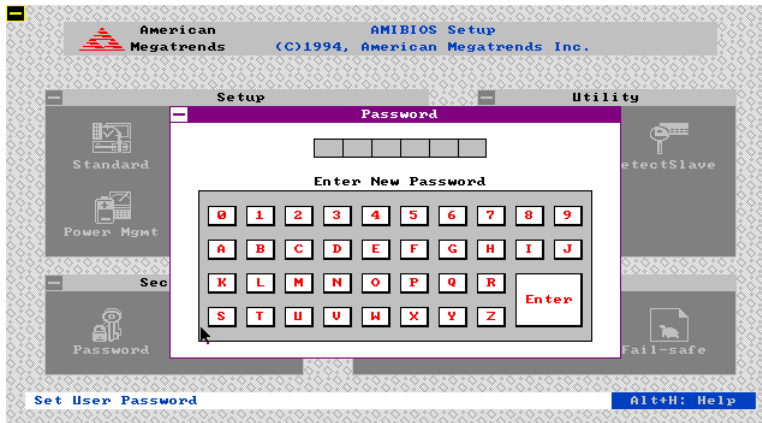 American
Megatrends
AMIBIOS Setup
(C)1994, American Megatrends Inc.
Setup
Utility
Password
Standard
etectSlave
Enter New Password
Power Mgmt
0 1 2 3 4 5 6 7 8 9
A B C D E F G H I J
K L M N O P Q R
Enter
S T U V W X Y Z
Sec
Password
Fail-safe
Set User Password
Alt+H: Help